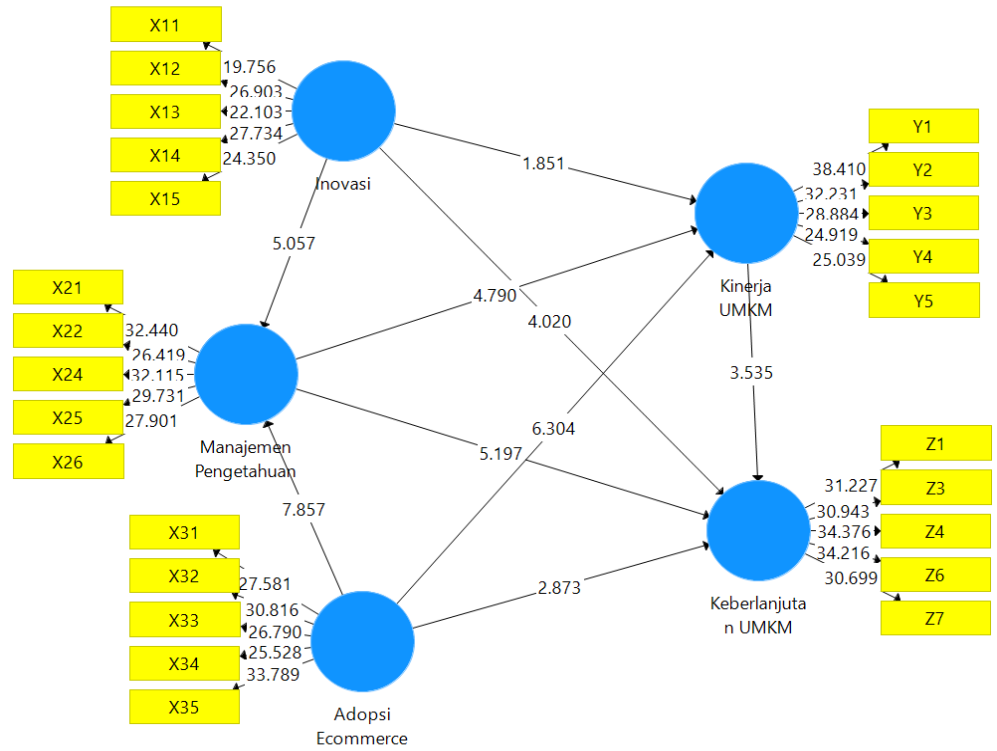 X11
X12
X13
X14
X15
19.756
26.903
22.103
27.734
24.350
Inovasi
1.851
5.057
4.790
4.020
Y1
Y2
Y3
Y4
Y5
38.410
32.231
28.884
24.919
25.039
Kinerja
UMKM
3.535
X21
X22
X24
X25
X26
32.440
26.419
32.115
29.731
27.901
Manajemen
Pengetahuan
6.304
5.197
7.857
2.873
Z1
Z3
Z4
Z6
Z7
31.227
30.943
34.376
34.216
30.699
Keberlanjuta
n UMKM
X31
X32
X33
X34
X35
27.581
30.816
26.790
25.528
33.789
Adopsi
Ecommerce